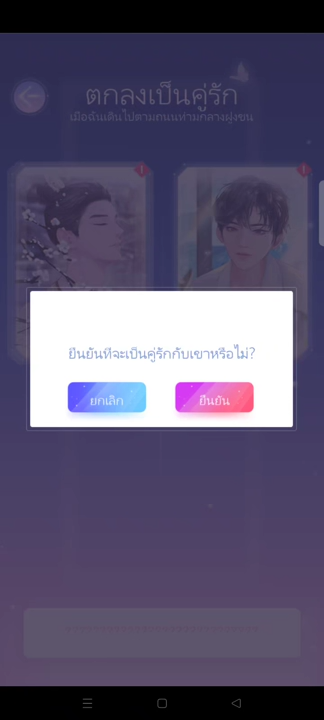 ตกลงเป็นคู่รัก
เมื่อฉันเดินไปตามถนนท่ามกลางฝูงชน
ยืนยันที่จะเป็นคู่รักกับเขาหรือไม่?
ยกเลิก
ยืนยัน